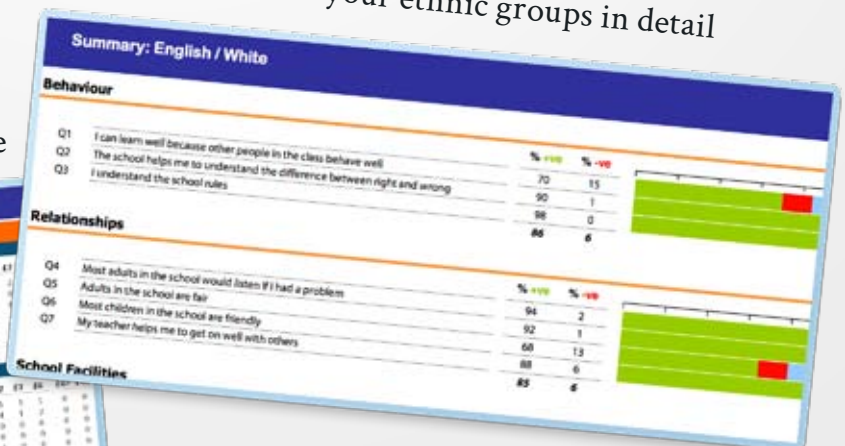 your ethnic groups in detail
Summary: English / White
Behaviour
% +ve % -ve
Q1 I can learn well because other people in the class behave well 70 15
Q2 The school helps me to understand the difference between right and wrong 90 1
Q3 I understand the school rules 98 0
86 6
Relationships
% +ve % -ve
Q4 Most adults in the school would listen if I had a problem 94 2
Q5 Adults in the school are fair 92 1
Q6 Most children in the school are friendly 68 13
Q7 My teacher helps me to get on well with others 88 6
85 6
School Facilities